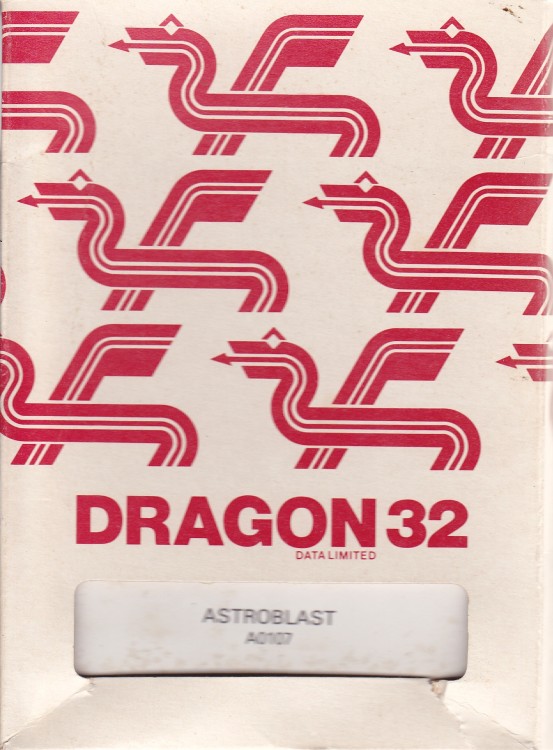 DRAGON 32
DATA LIMITED
ASTROBLAST
A0107